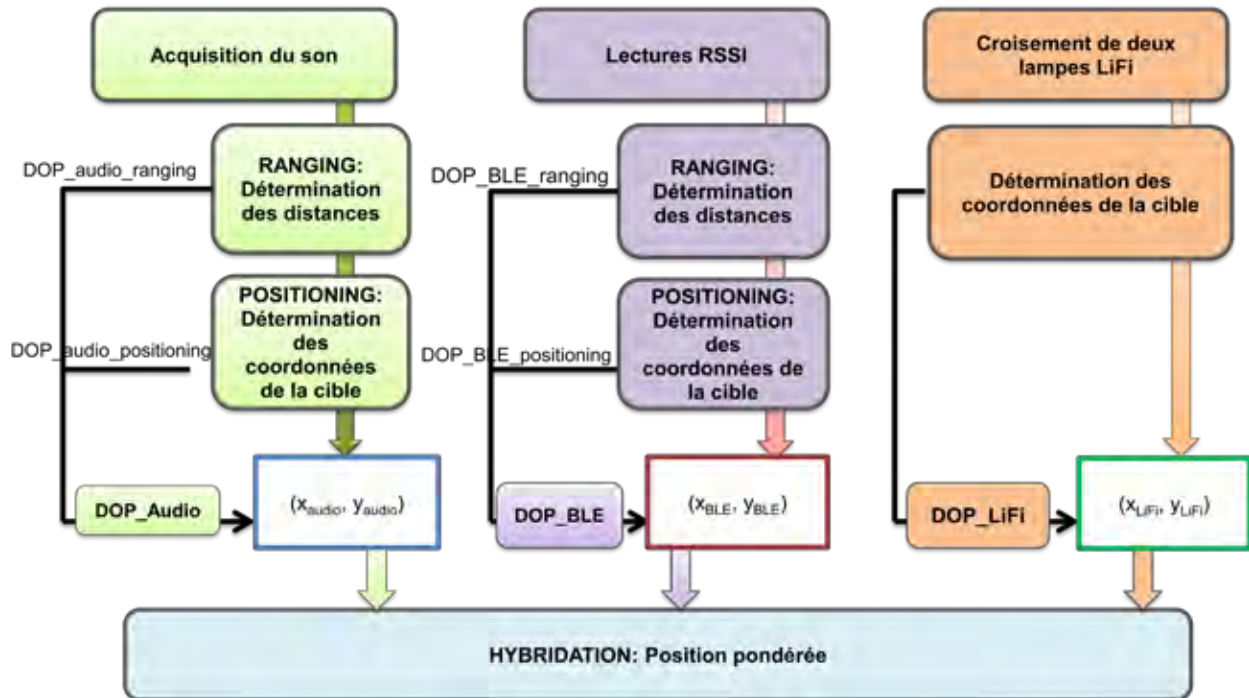 Acquisition du son
Lectures RSSI
Croisement de deux
lampes LiFi
DOP_audio_ranging
RANGING:
Détermination
des distances
DOP_BLE_ranging
RANGING:
Détermination
des distances
Détermination des
coordonnées de la cible
DOP_audio_positioning
POSITIONING:
Détermination
des
coordonnées
de la cible
DOP_BLE_positioning
POSITIONING:
Détermination
des
coordonnées de
la cible
DOP_Audio
(xaudio, yaudio)
DOP_BLE
(xBLE, yBLE)
DOP_LiFi
(xLiFi, yLiFi)
HYBRIDATION: Position pondérée